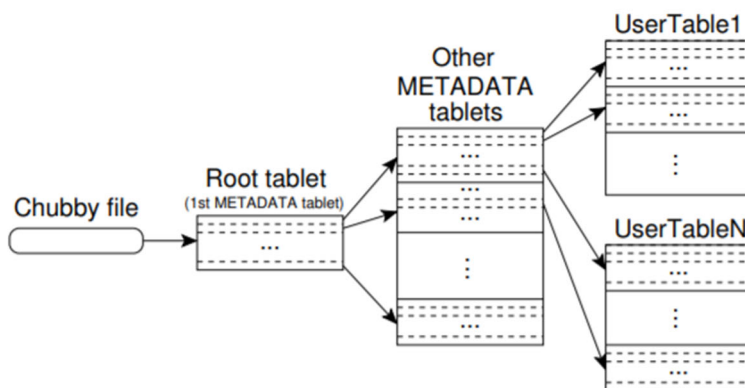 UserTable1
...
...
⋮
Other
METADATA
tablets
...
...
...
⋮
...
Root tablet
(1st METADATA tablet)
...
Chubby file
UserTableN
...
⋮
...